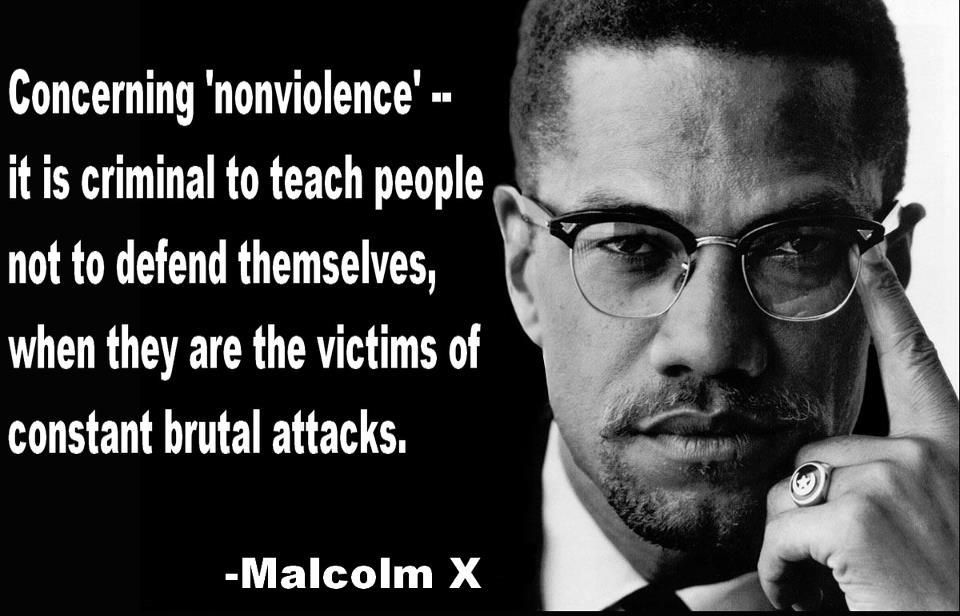 Concerning 'nonviolence' --
it is criminal to teach people
not to defend themselves,
when they are the victims of
constant brutal attacks.
-Malcolm X